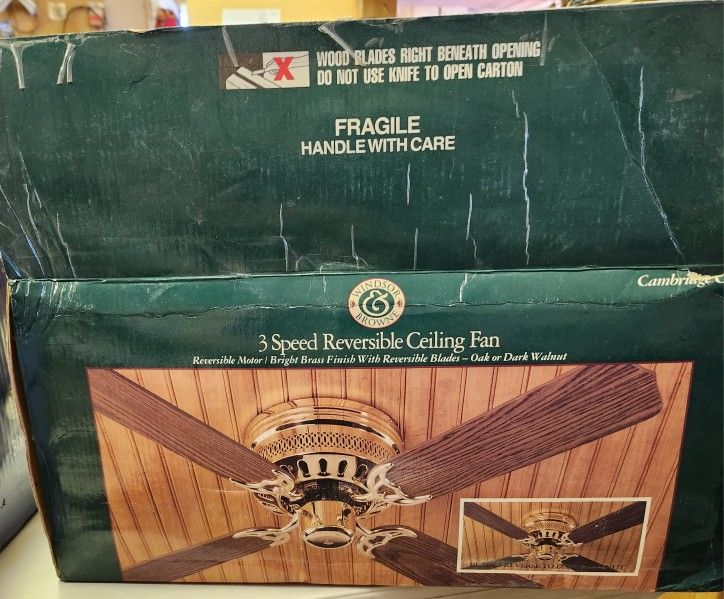 WOOD BLADES RIGHT BENEATH OPENING
DO NOT USE KNIFE TO OPEN CARTON
FRAGILE
HANDLE WITH CARE
Cambridge
WINDSOR
&
BROWNE
3 Speed Reversible Ceiling Fan
Reversible Motor / Bright Brass Finish With Reversible Blades – Oak or Dark Walnut